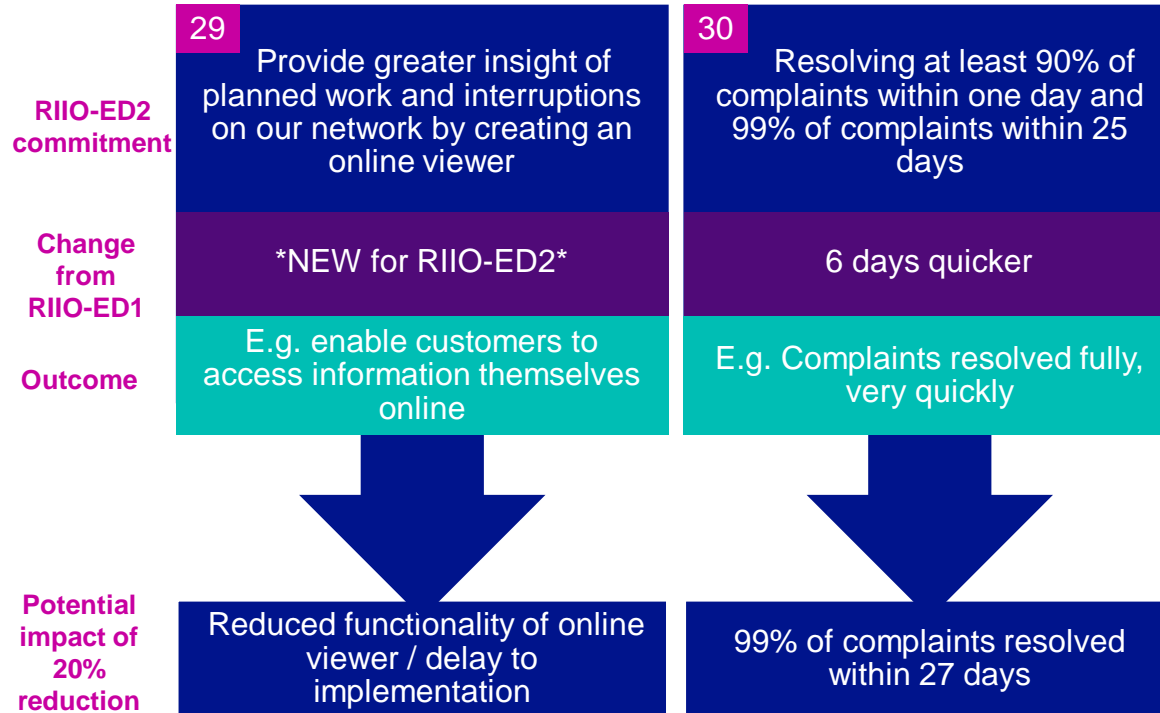 29
30
RIIO-ED2
commitment
Provide greater insight of
planned work and interruptions
on our network by creating an
online viewer
Resolving at least 90% of
complaints within one day and
99% of complaints within 25
days
Change
from
RIIO-ED1
*NEW for RIIO-ED2*
6 days quicker
Outcome
E.g. enable customers to
access information themselves
online
E.g. Complaints resolved fully,
very quickly
Potential
impact of
20%
reduction
Reduced functionality of online
viewer / delay to
implementation
99% of complaints resolved
within 27 days